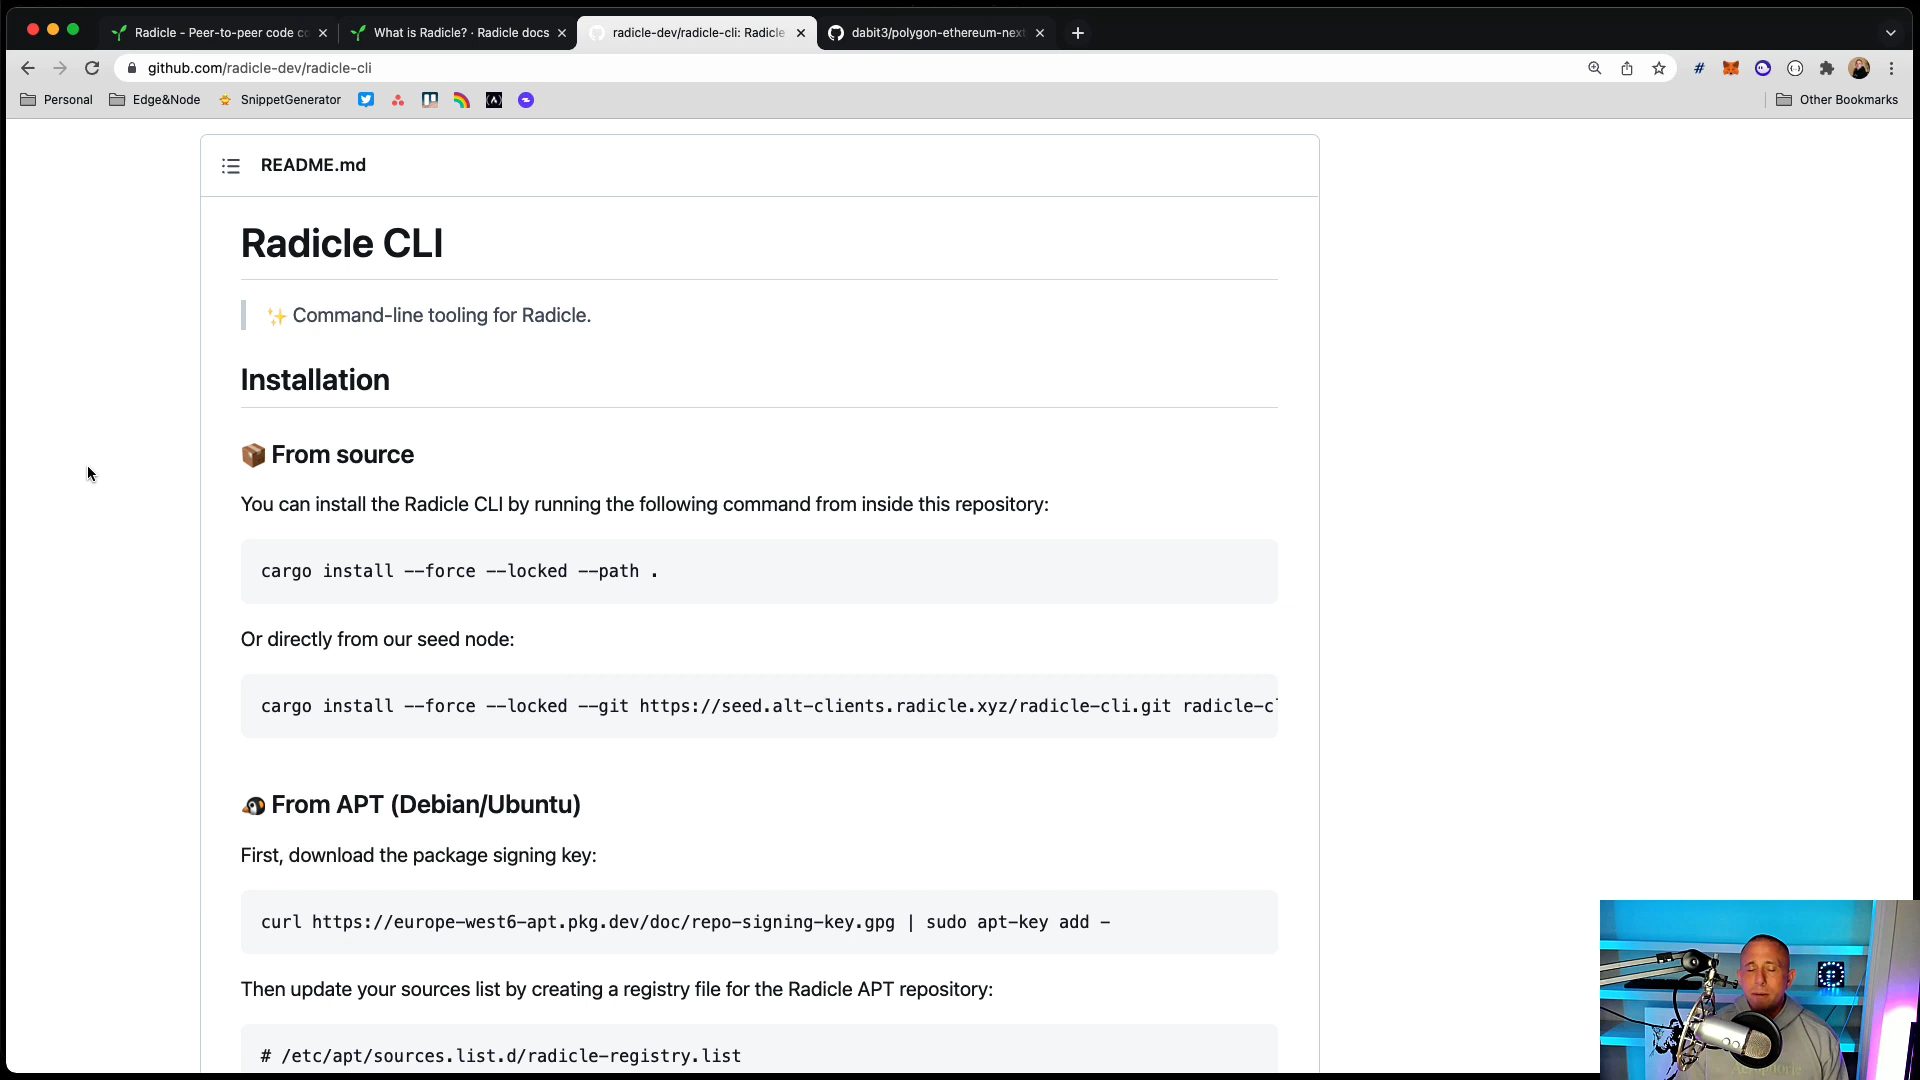 Radicle - Peer-to-peer code co
What is Radicle? · Radicle docs
radicle-dev/radicle-cli: Radicle
dabit3/polygon-ethereum-next
github.com/radicle-dev/radicle-cli
Personal
Edge&Node
SnippetGenerator
Other Bookmarks
README.md
Radicle CLI
✨ Command-line tooling for Radicle.
Installation
📦 From source
You can install the Radicle CLI by running the following command from inside this repository:
cargo install --force --locked --path .
Or directly from our seed node:
cargo install --force --locked --git https://seed.alt-clients.radicle.xyz/radicle-cli.git radicle-cl
🐧 From APT (Debian/Ubuntu)
First, download the package signing key:
curl https://europe-west6-apt.pkg.dev/doc/repo-signing-key.gpg | sudo apt-key add -
Then update your sources list by creating a registry file for the Radicle APT repository:
# /etc/apt/sources.list.d/radicle-registry.list